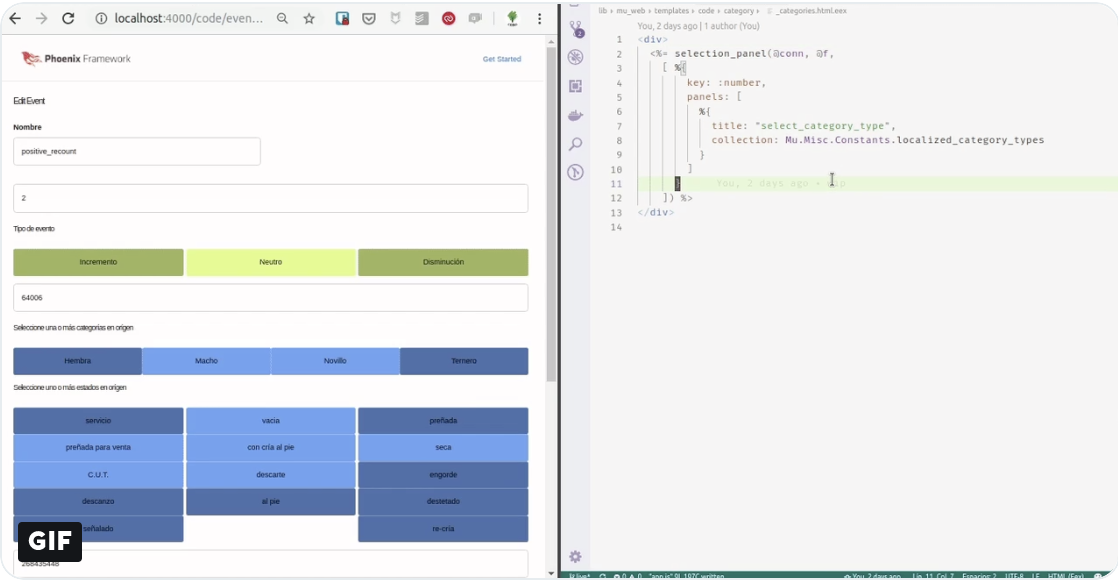 localhost:4000/code/even...
Phoenix Framework
Get Started
Edit Event
Nombre
positive_recount
2
Tipo de evento
Incremento Neutro Disminución
64006
Seleccione una o más categorías en origen
Hembra Macho Novillo Ternero
Seleccione uno o más estados en origen
servicio vacia preñada
preñada para venta con cría al pie seca
C.U.T. descarte engorde
descanzo al pie destetado
señalado re-cria
268435448
GIF
lib › mu_web › templates › code › category › _categories.html.eex
You, 2 days ago | 1 author (You)
1 <div>
2 <%= selection_panel(@conn, @f,
3 [ %{
4 key: :number,
5 panels: [
6 %{
7 title: "select_category_type",
8 collection: Mu.Misc.Constants.localized_category_types
9 }
10 ]
11 } You, 2 days ago •
12 ]) %>
13 </div>
14
"app.js" 9L 197C written You, 2 days ago Ln 11, Col 7 Espacios: 2 UTF-8 LF HTML (Eex)